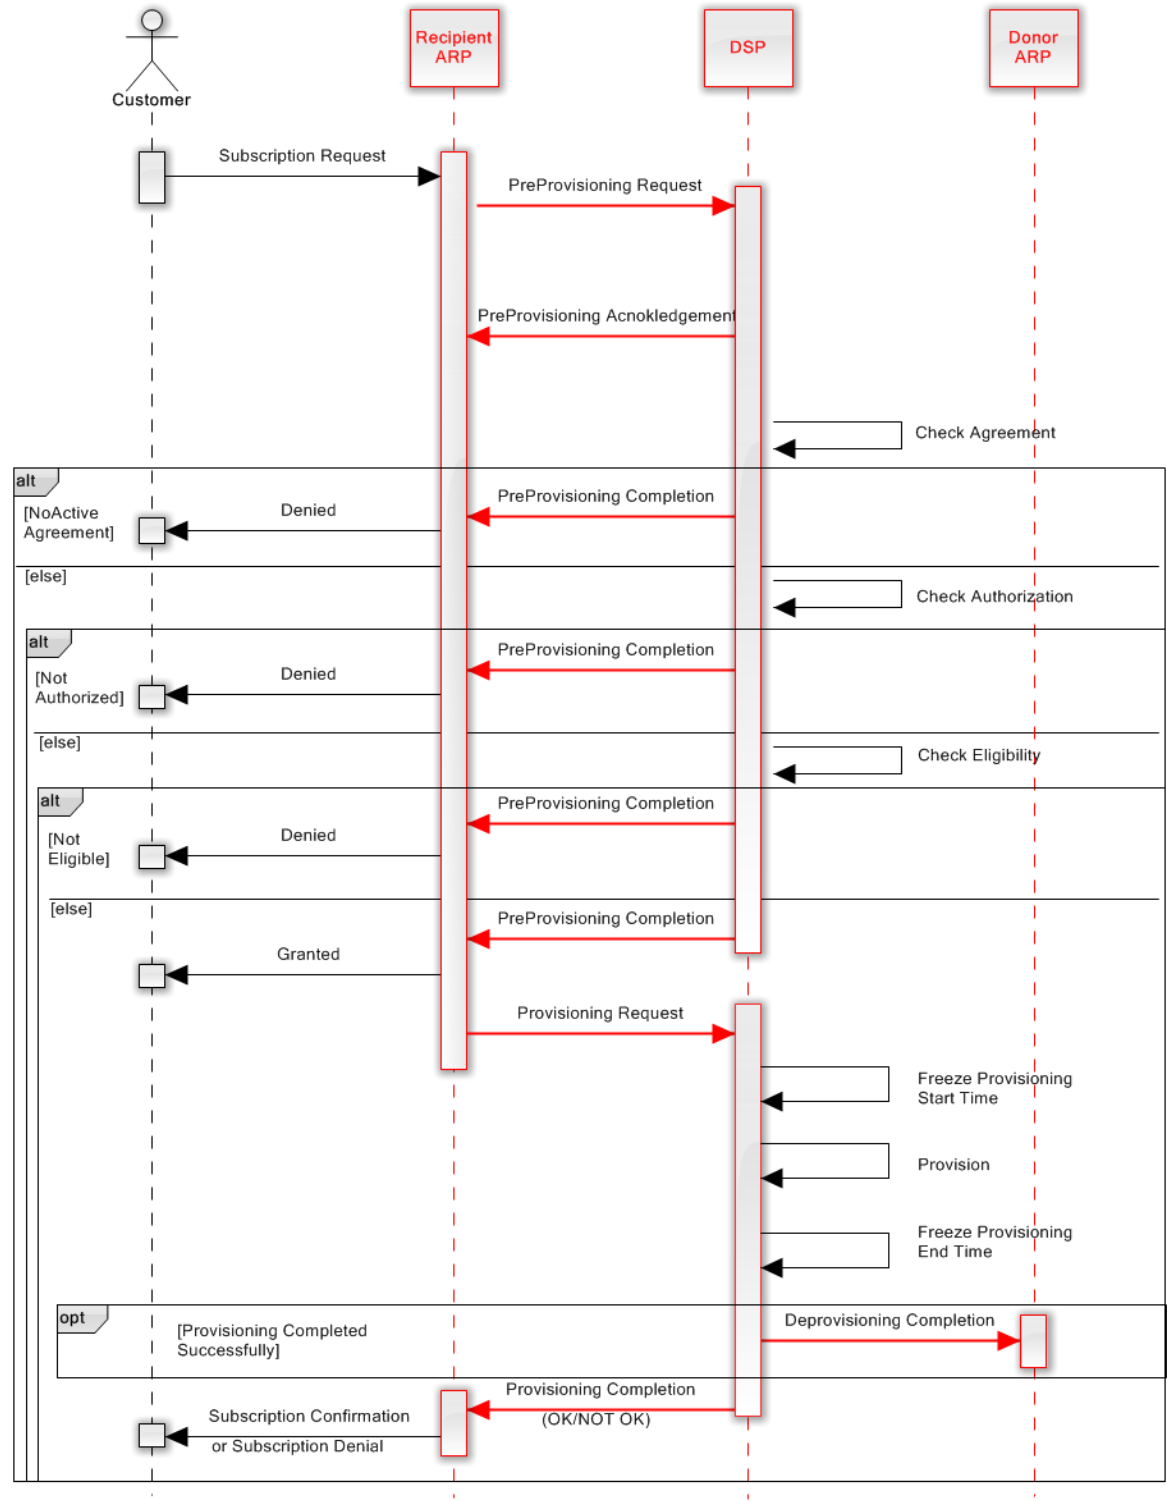 Recipient
ARP
DSP
Donor
ARP
Customer
Subscription Request
PreProvisioning Request
PreProvisioning Acnokledgement
Check Agreement
alt
[NoActive
Agreement]
Denied
PreProvisioning Completion
[else]
Check Authorization
alt
[Not
Authorized]
Denied
PreProvisioning Completion
[else]
Check Eligibility
alt
[Not
Eligible]
Denied
PreProvisioning Completion
[else]
PreProvisioning Completion
Granted
Provisioning Request
Freeze Provisioning
Start Time
Provision
Freeze Provisioning
End Time
opt
[Provisioning Completed
Successfully]
Deprovisioning Completion
Provisioning Completion
(OK/NOT OK)
Subscription Confirmation
or Subscription Denial